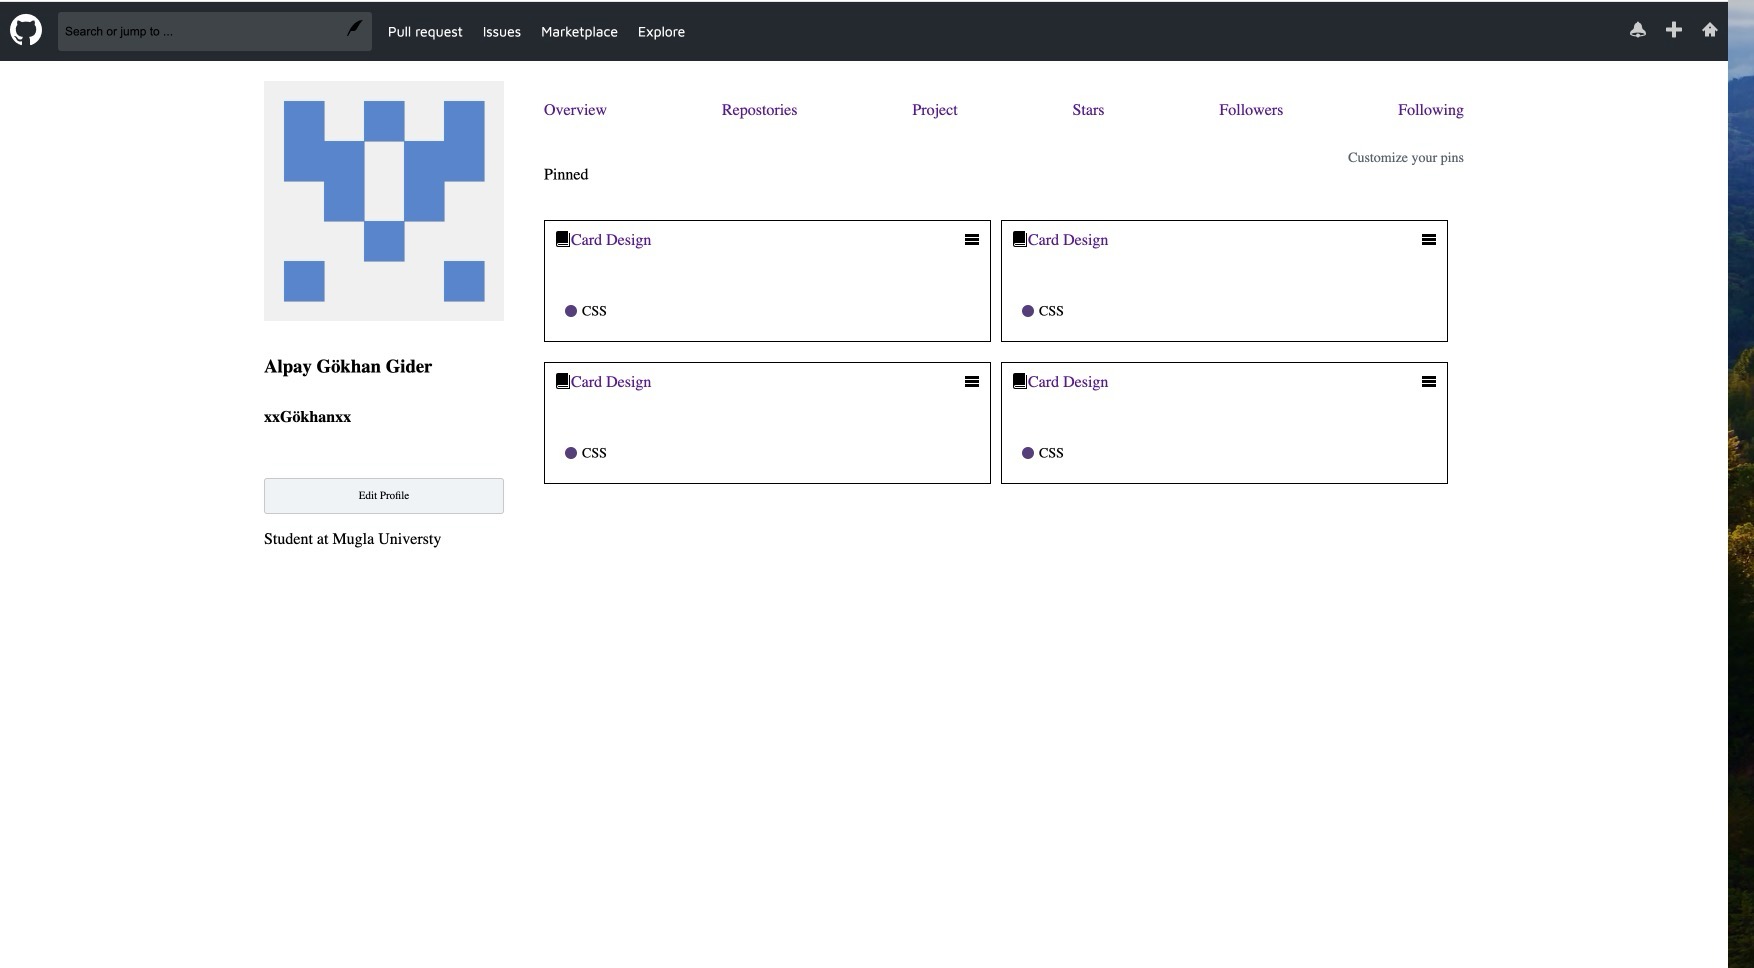 Search or jump to ...
Pull request Issues Marketplace Explore
Overview Repostories Project Stars Followers Following
Customize your pins
Pinned
Card Design
CSS
Card Design
CSS
Card Design
CSS
Card Design
CSS
Alpay Gökhan Gider
xxGökhanxx
Edit Profile
Student at Mugla Universty